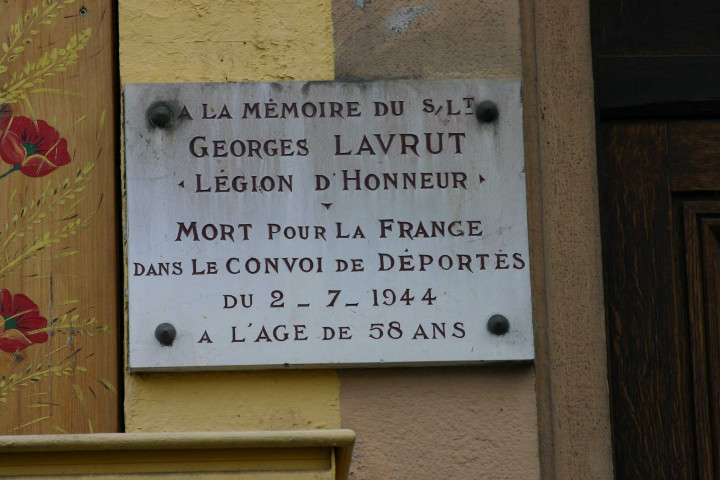 A LA MÉMOIRE DU S/LT
GEORGES LAVRUT
LÉGION D'HONNEUR
MORT POUR LA FRANCE
DANS LE CONVOI DE DÉPORTÉS
DU 2 - 7 - 1944
A L'AGE DE 58 ANS